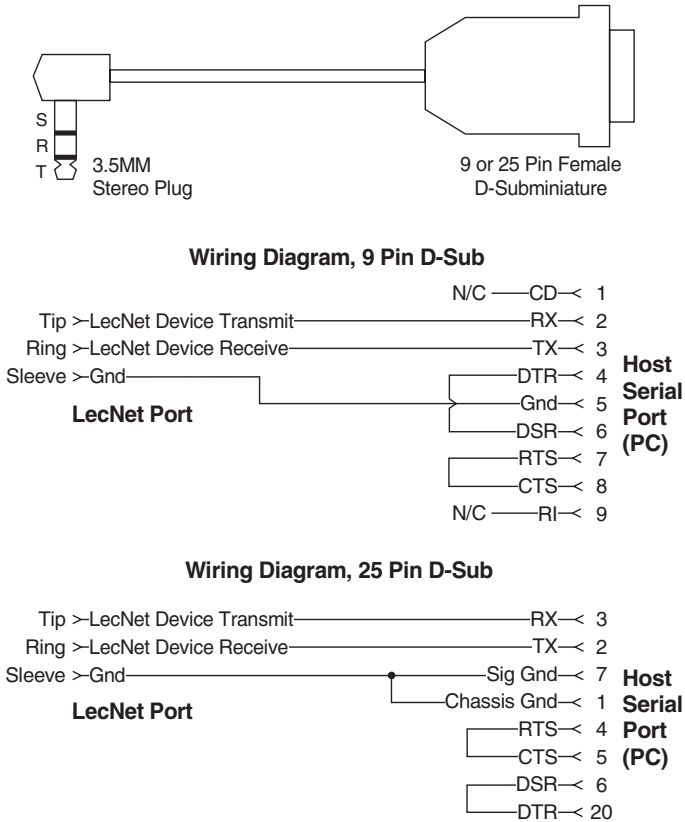 S
R
T
3.5MM
Stereo Plug
9 or 25 Pin Female
D-Subminiature
Wiring Diagram, 9 Pin D-Sub
N/C CD 1
Tip LecNet Device Transmit RX 2
Ring LecNet Device Receive TX 3
Sleeve Gnd
DTR 4
Gnd 5
DSR 6
RTS 7
CTS 8
N/C RI 9
LecNet Port
Host
Serial
Port
(PC)
Wiring Diagram, 25 Pin D-Sub
Tip LecNet Device Transmit RX 3
Ring LecNet Device Receive TX 2
Sleeve Gnd Sig Gnd 7
Chassis Gnd 1
RTS 4
CTS 5
DSR 6
DTR 20
LecNet Port
Host
Serial
Port
(PC)